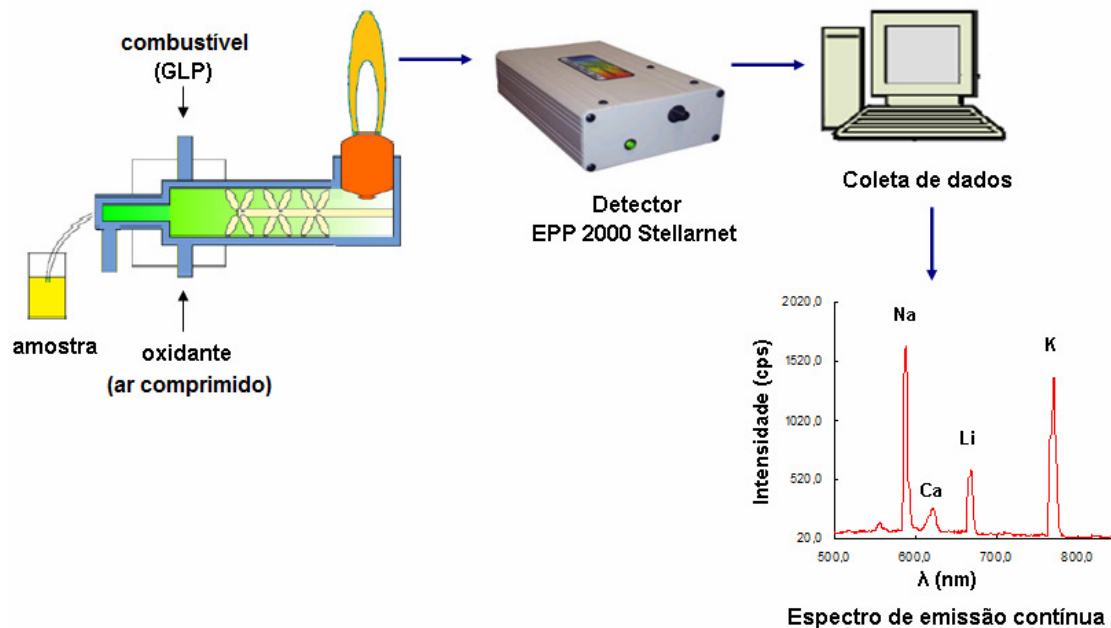 combustível
(GLP)
amostra
oxidante
(ar comprimido)
Detector
EPP 2000 Stellarnet
Coleta de dados
2020,0
1520,0
1020,0
520,0
20,0
Intensidade (cps)
Na
Ca
Li
K
500,0
600,0
700,0
800,0
λ (nm)
Espectro de emissão contínua